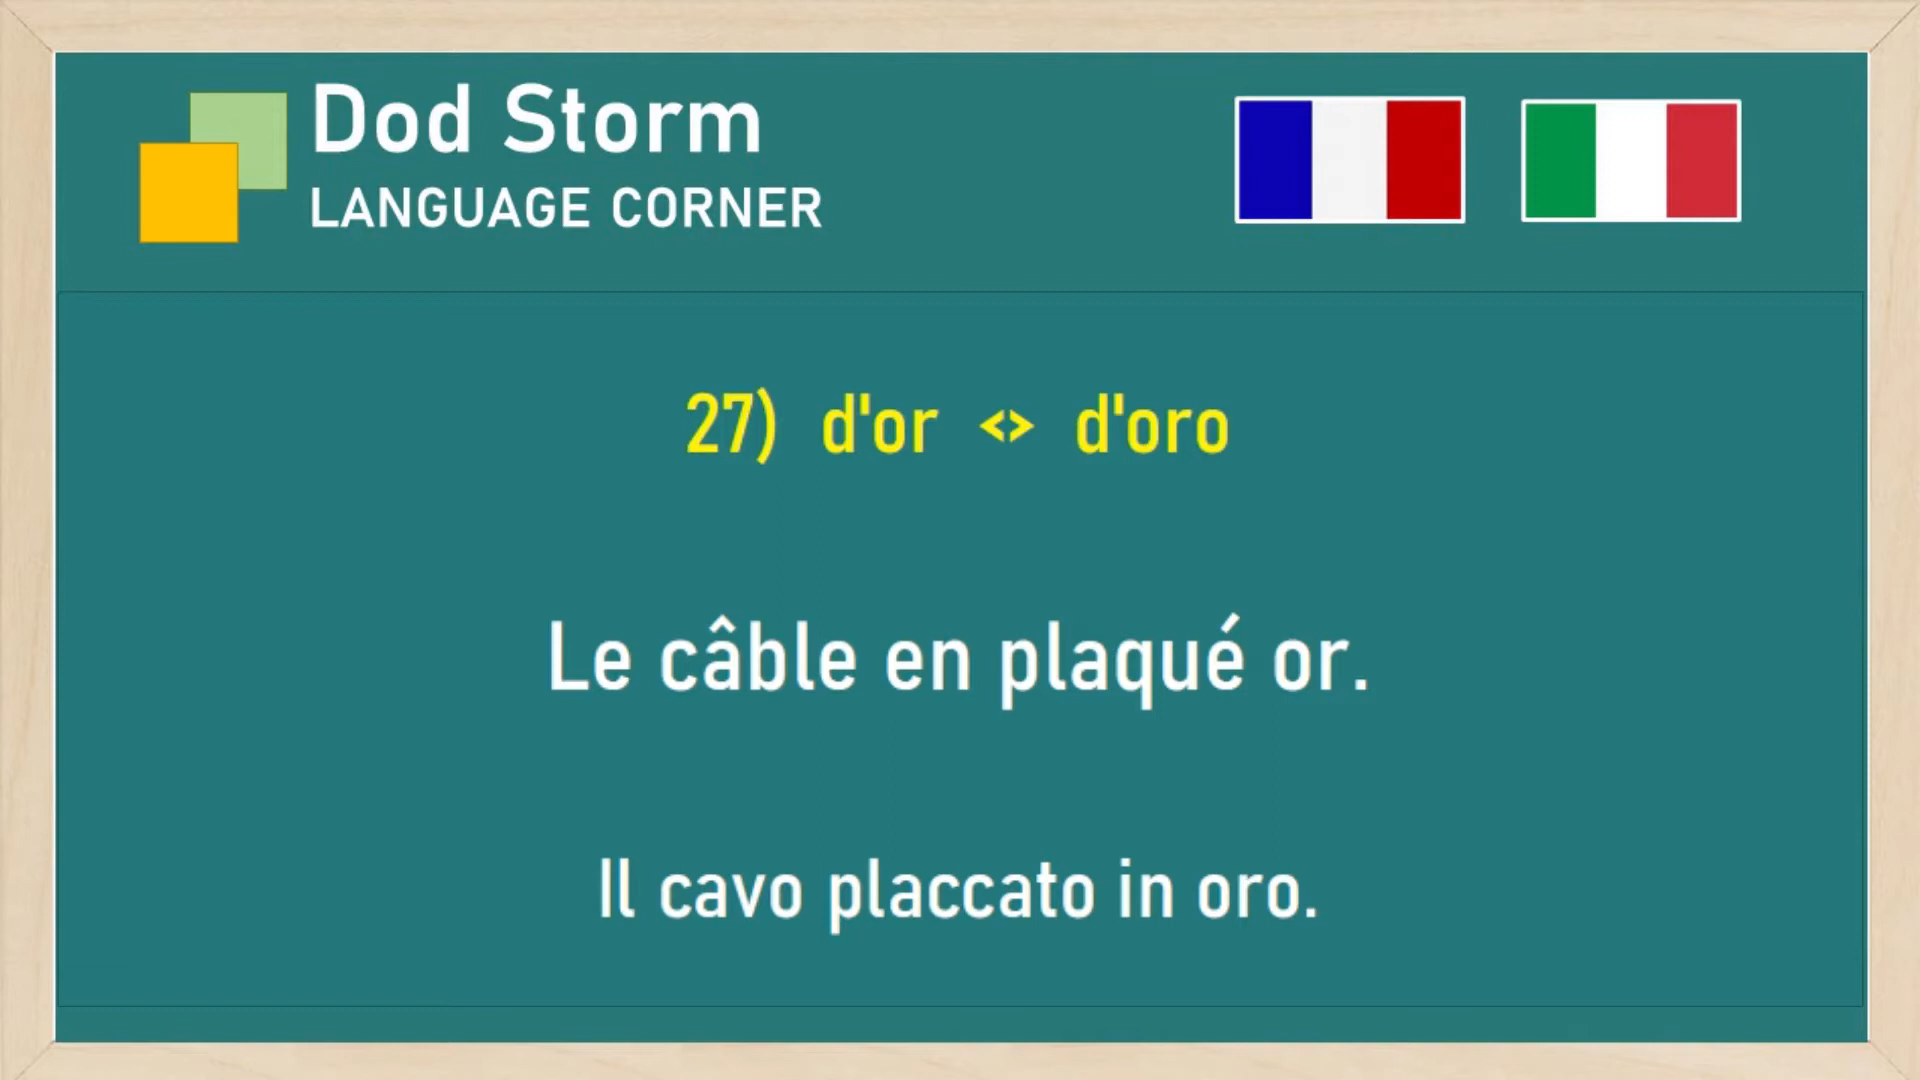 Dod Storm
LANGUAGE CORNER
27) d'or <> d'oro
Le câble en plaqué or.
Il cavo placcato in oro.